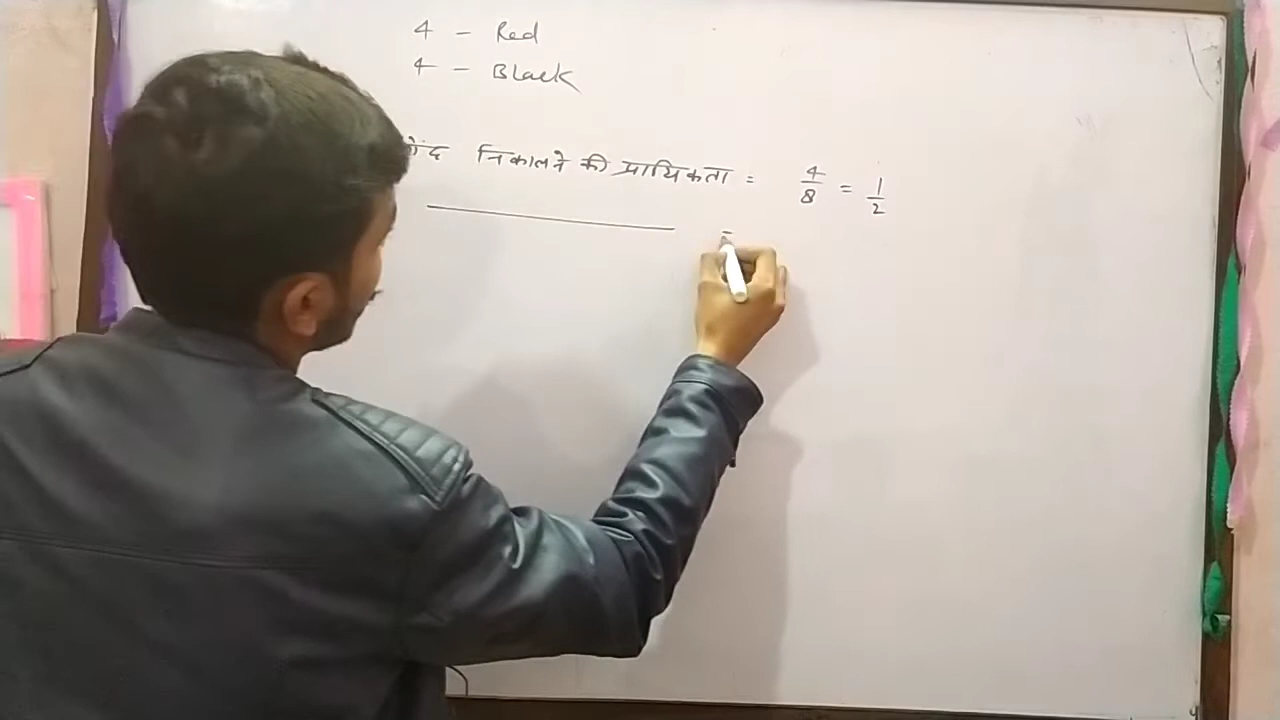 4 - Red
4 - Black
गेंद निकालने की प्रायिकता = 4/8 = 1/2
=